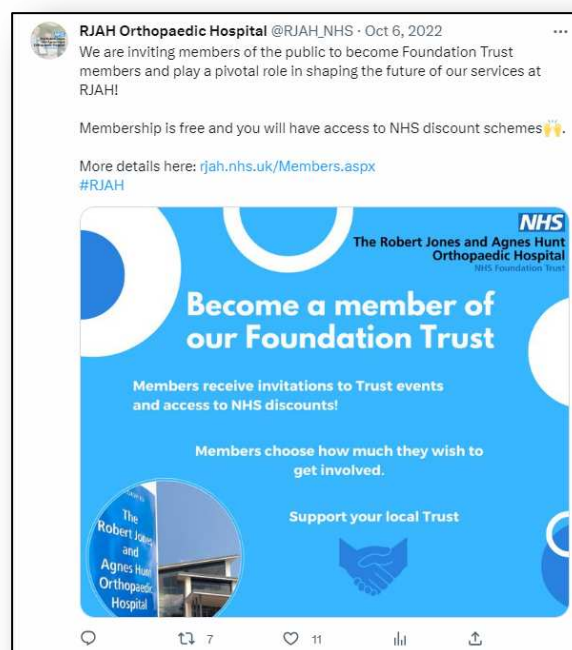 RJAH Orthopaedic Hospital @RJAH_NHS · Oct 6, 2022 ...
We are inviting members of the public to become Foundation Trust
members and play a pivotal role in shaping the future of our services at
RJAH!
Membership is free and you will have access to NHS discount schemes🙌.
More details here: rjah.nhs.uk/Members.aspx
#RJAH
NHS
The Robert Jones and Agnes Hunt
Orthopaedic Hospital
NHS Foundation Trust
Become a member of
our Foundation Trust
Members receive invitations to Trust events
and access to NHS discounts!
Members choose how much they wish to
get involved.
Support your local Trust
The
Robert Jones
and
Agnes Hunt
Orthopaedic
Hospital
7 11